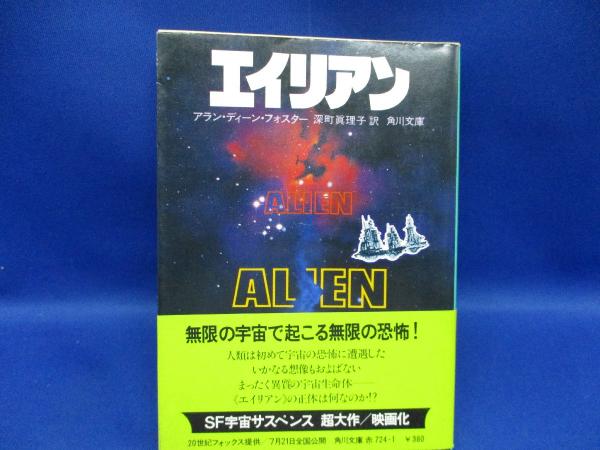 エイリアン
アラン・ディーン・フォスター 深町眞理子 訳 角川文庫
ALIEN
ALIEN
無限の宇宙で起こる無限の恐怖！
人類は初めて宇宙の恐怖に遭遇した
いかなる想像もおよばない
まったく異質の宇宙生命体——
《エイリアン》の正体は何なのか!?
SF宇宙サスペンス 超大作／映画化
20世紀フォックス提供 7月21日全国公開 角川文庫 赤 724-1 ￥380